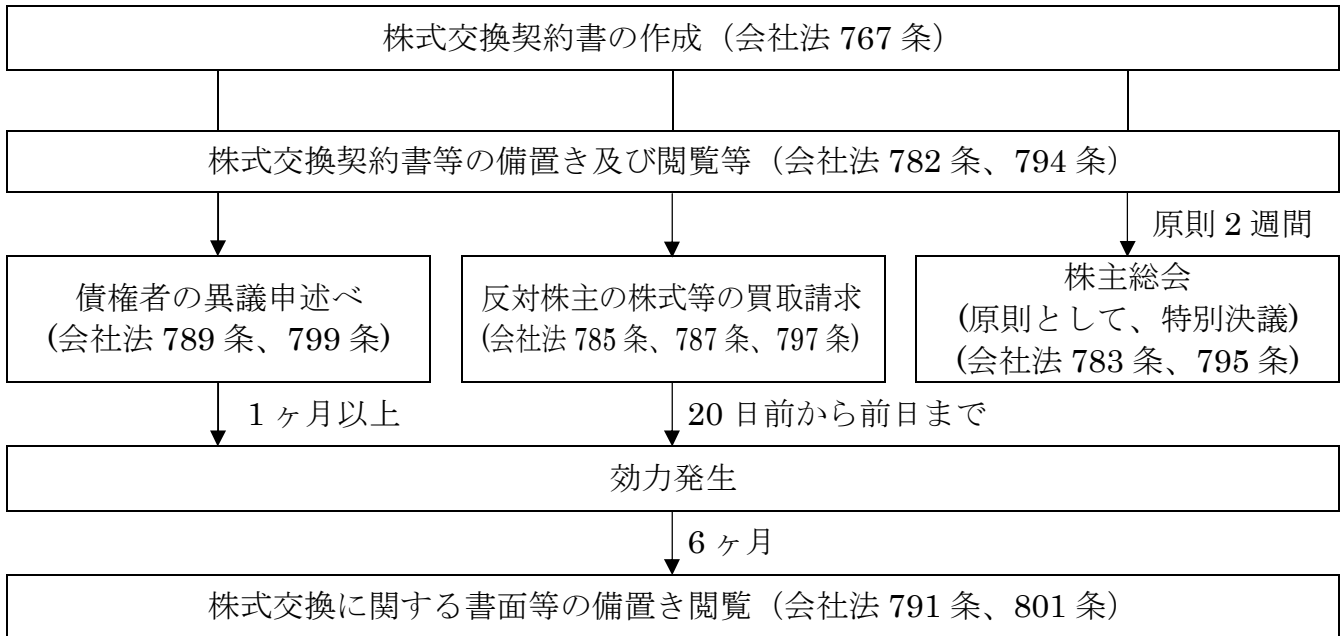 株式交換契約書の作成（会社法 767 条）
株式交換契約書等の備置き及び閲覧等（会社法 782 条、794 条）
原則 2 週間
債権者の異議申述べ
(会社法 789 条、799 条)
反対株主の株式等の買取請求
(会社法 785 条、787 条、797 条)
株主総会
(原則として、特別決議)
(会社法 783 条、795 条)
1 ヶ月以上
20 日前から前日まで
効力発生
6 ヶ月
株式交換に関する書面等の備置き閲覧（会社法 791 条、801 条）